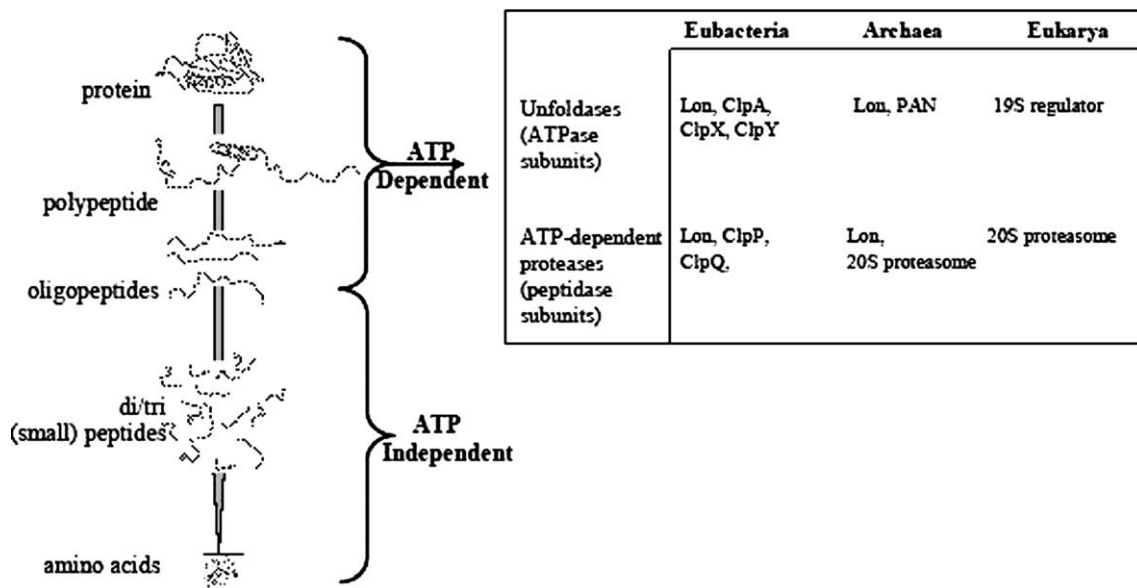 protein
polypeptide
oligopeptides
di/tri
(small) peptides
amino acids
ATP
Dependent
ATP
Independent
Eubacteria Archaea Eukarya
Unfoldases
(ATPase
subunits)
Lon, ClpA,
ClpX, ClpY
Lon, PAN
19S regulator
ATP-dependent
proteases
(peptidase
subunits)
Lon, ClpP,
ClpQ,
Lon,
20S proteasome
20S proteasome